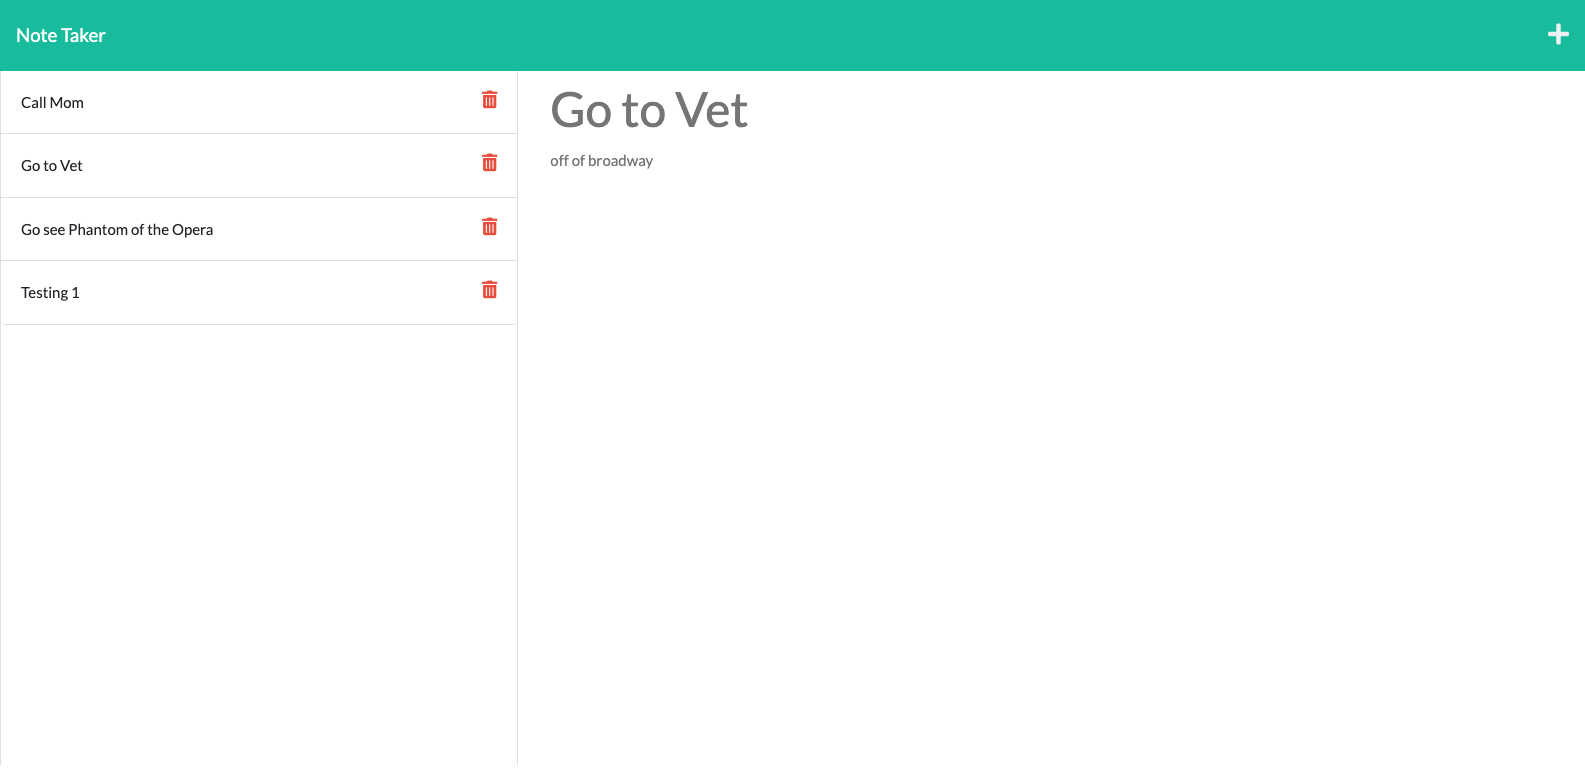 Note Taker
Call Mom
Go to Vet
Go see Phantom of the Opera
Testing 1
Go to Vet
off of broadway